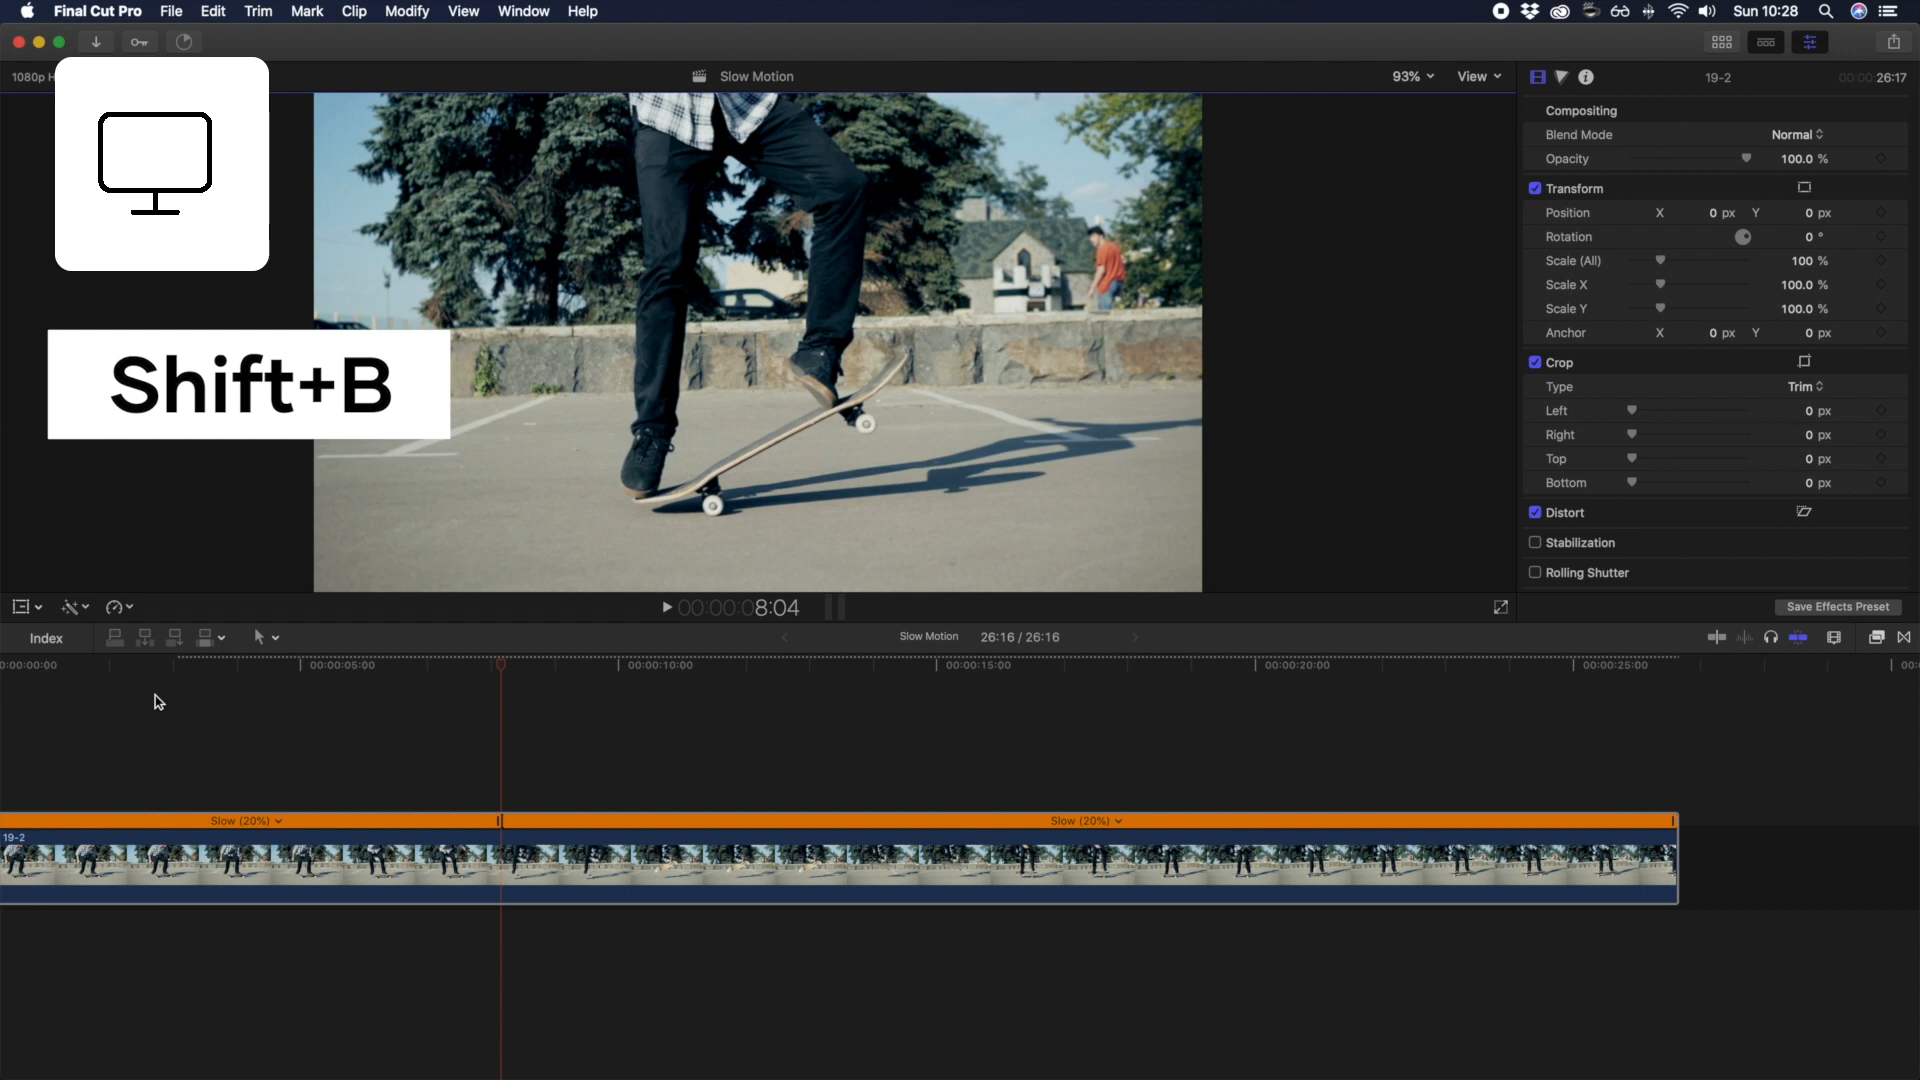 Final Cut Pro File Edit Trim Mark Clip Modify View Window Help Sun 10:28
1080p H Slow Motion 93% View 19-2 00:00:26:17
Shift+B
Compositing
Blend Mode Normal
Opacity 100.0 %
Transform
Position X 0 px Y 0 px
Rotation 0 °
Scale (All) 100 %
Scale X 100.0 %
Scale Y 100.0 %
Anchor X 0 px Y 0 px
Crop
Type Trim
Left 0 px
Right 0 px
Top 0 px
Bottom 0 px
Distort
Stabilization
Rolling Shutter
00:00:08:04 Save Effects Preset
Index Slow Motion 26:16 / 26:16
0:00:00:00 00:00:05:00 00:00:10:00 00:00:15:00 00:00:20:00 00:00:25:00 00:
Slow (20%) Slow (20%)
19-2